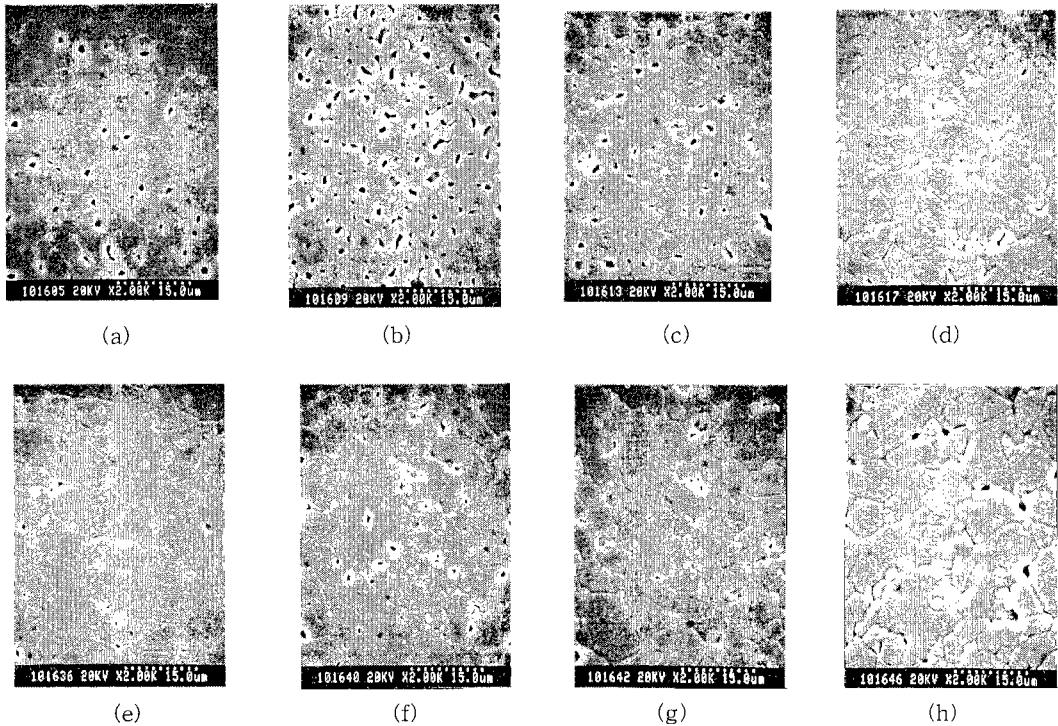 101605 20KV X2.00K 15.0um
101609 20KV X2.00K 15.0um
101613 20KV X2.00K 15.0um
101617 20KV X2.00K 15.0um
(a)
(b)
(c)
(d)
101636 20KV X2.00K 15.0um
101640 20KV X2.00K 15.0um
101642 20KV X2.00K 15.0um
101646 20KV X2.00K 15.0um
(e)
(f)
(g)
(h)